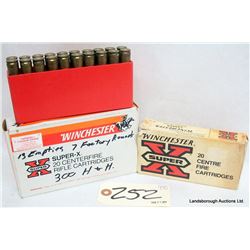 13 Empties 7 Factory Rounds
WINCHESTER
SUPER-X
20 CENTERFIRE
RIFLE CARTRIDGES
300 H + H.
WINCHESTER
SUPER X
20
CENTRE
FIRE
CARTRIDGES
252
Landsborough Auctions Ltd.